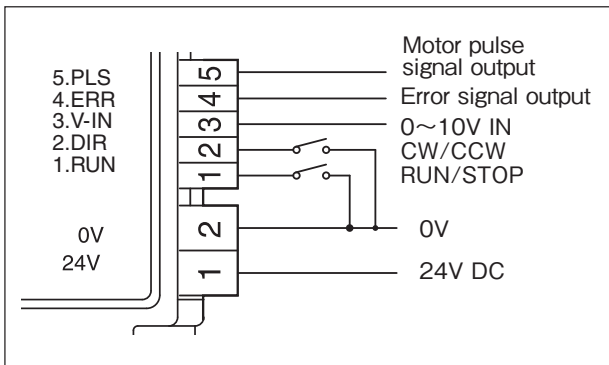 5.PLS
4.ERR
3.V-IN
2.DIR
1.RUN
0V
24V
5
4
3
2
1
2
1
Motor pulse
signal output
Error signal output
0~10V IN
CW/CCW
RUN/STOP
0V
24V DC